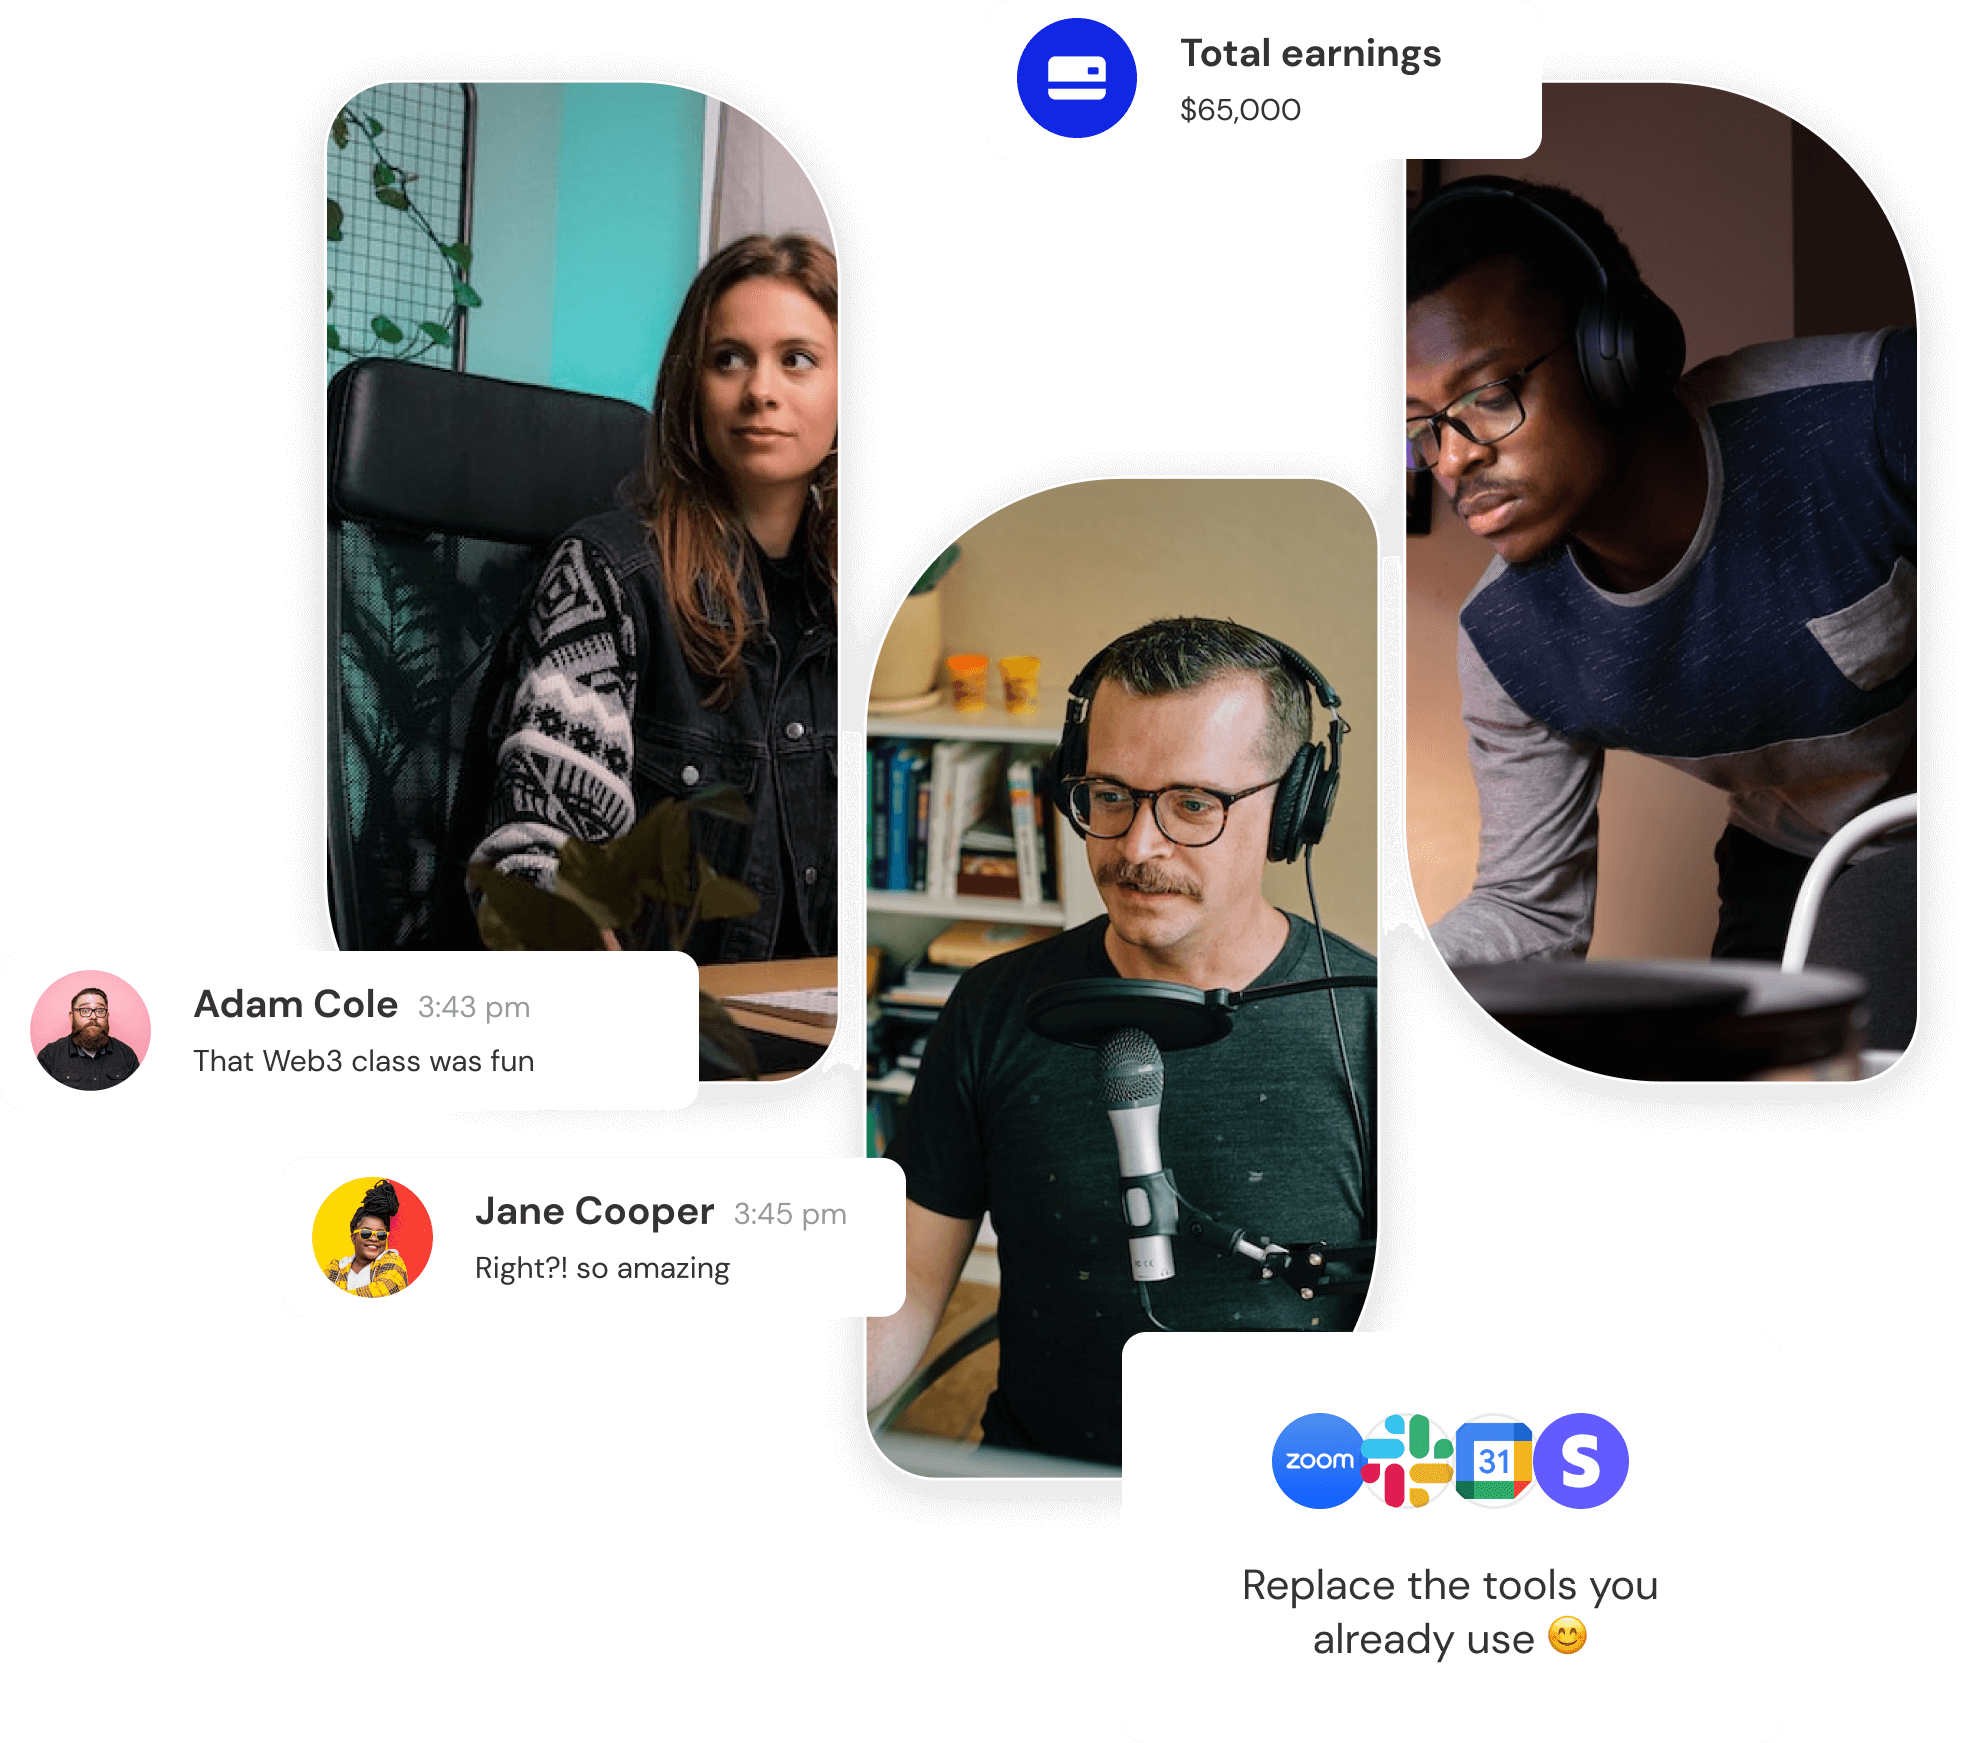 Total earnings
$65,000
Adam Cole 3:43 pm
That Web3 class was fun
Jane Cooper 3:45 pm
Right?! so amazing
zoom
31
S
Replace the tools you
already use 😊